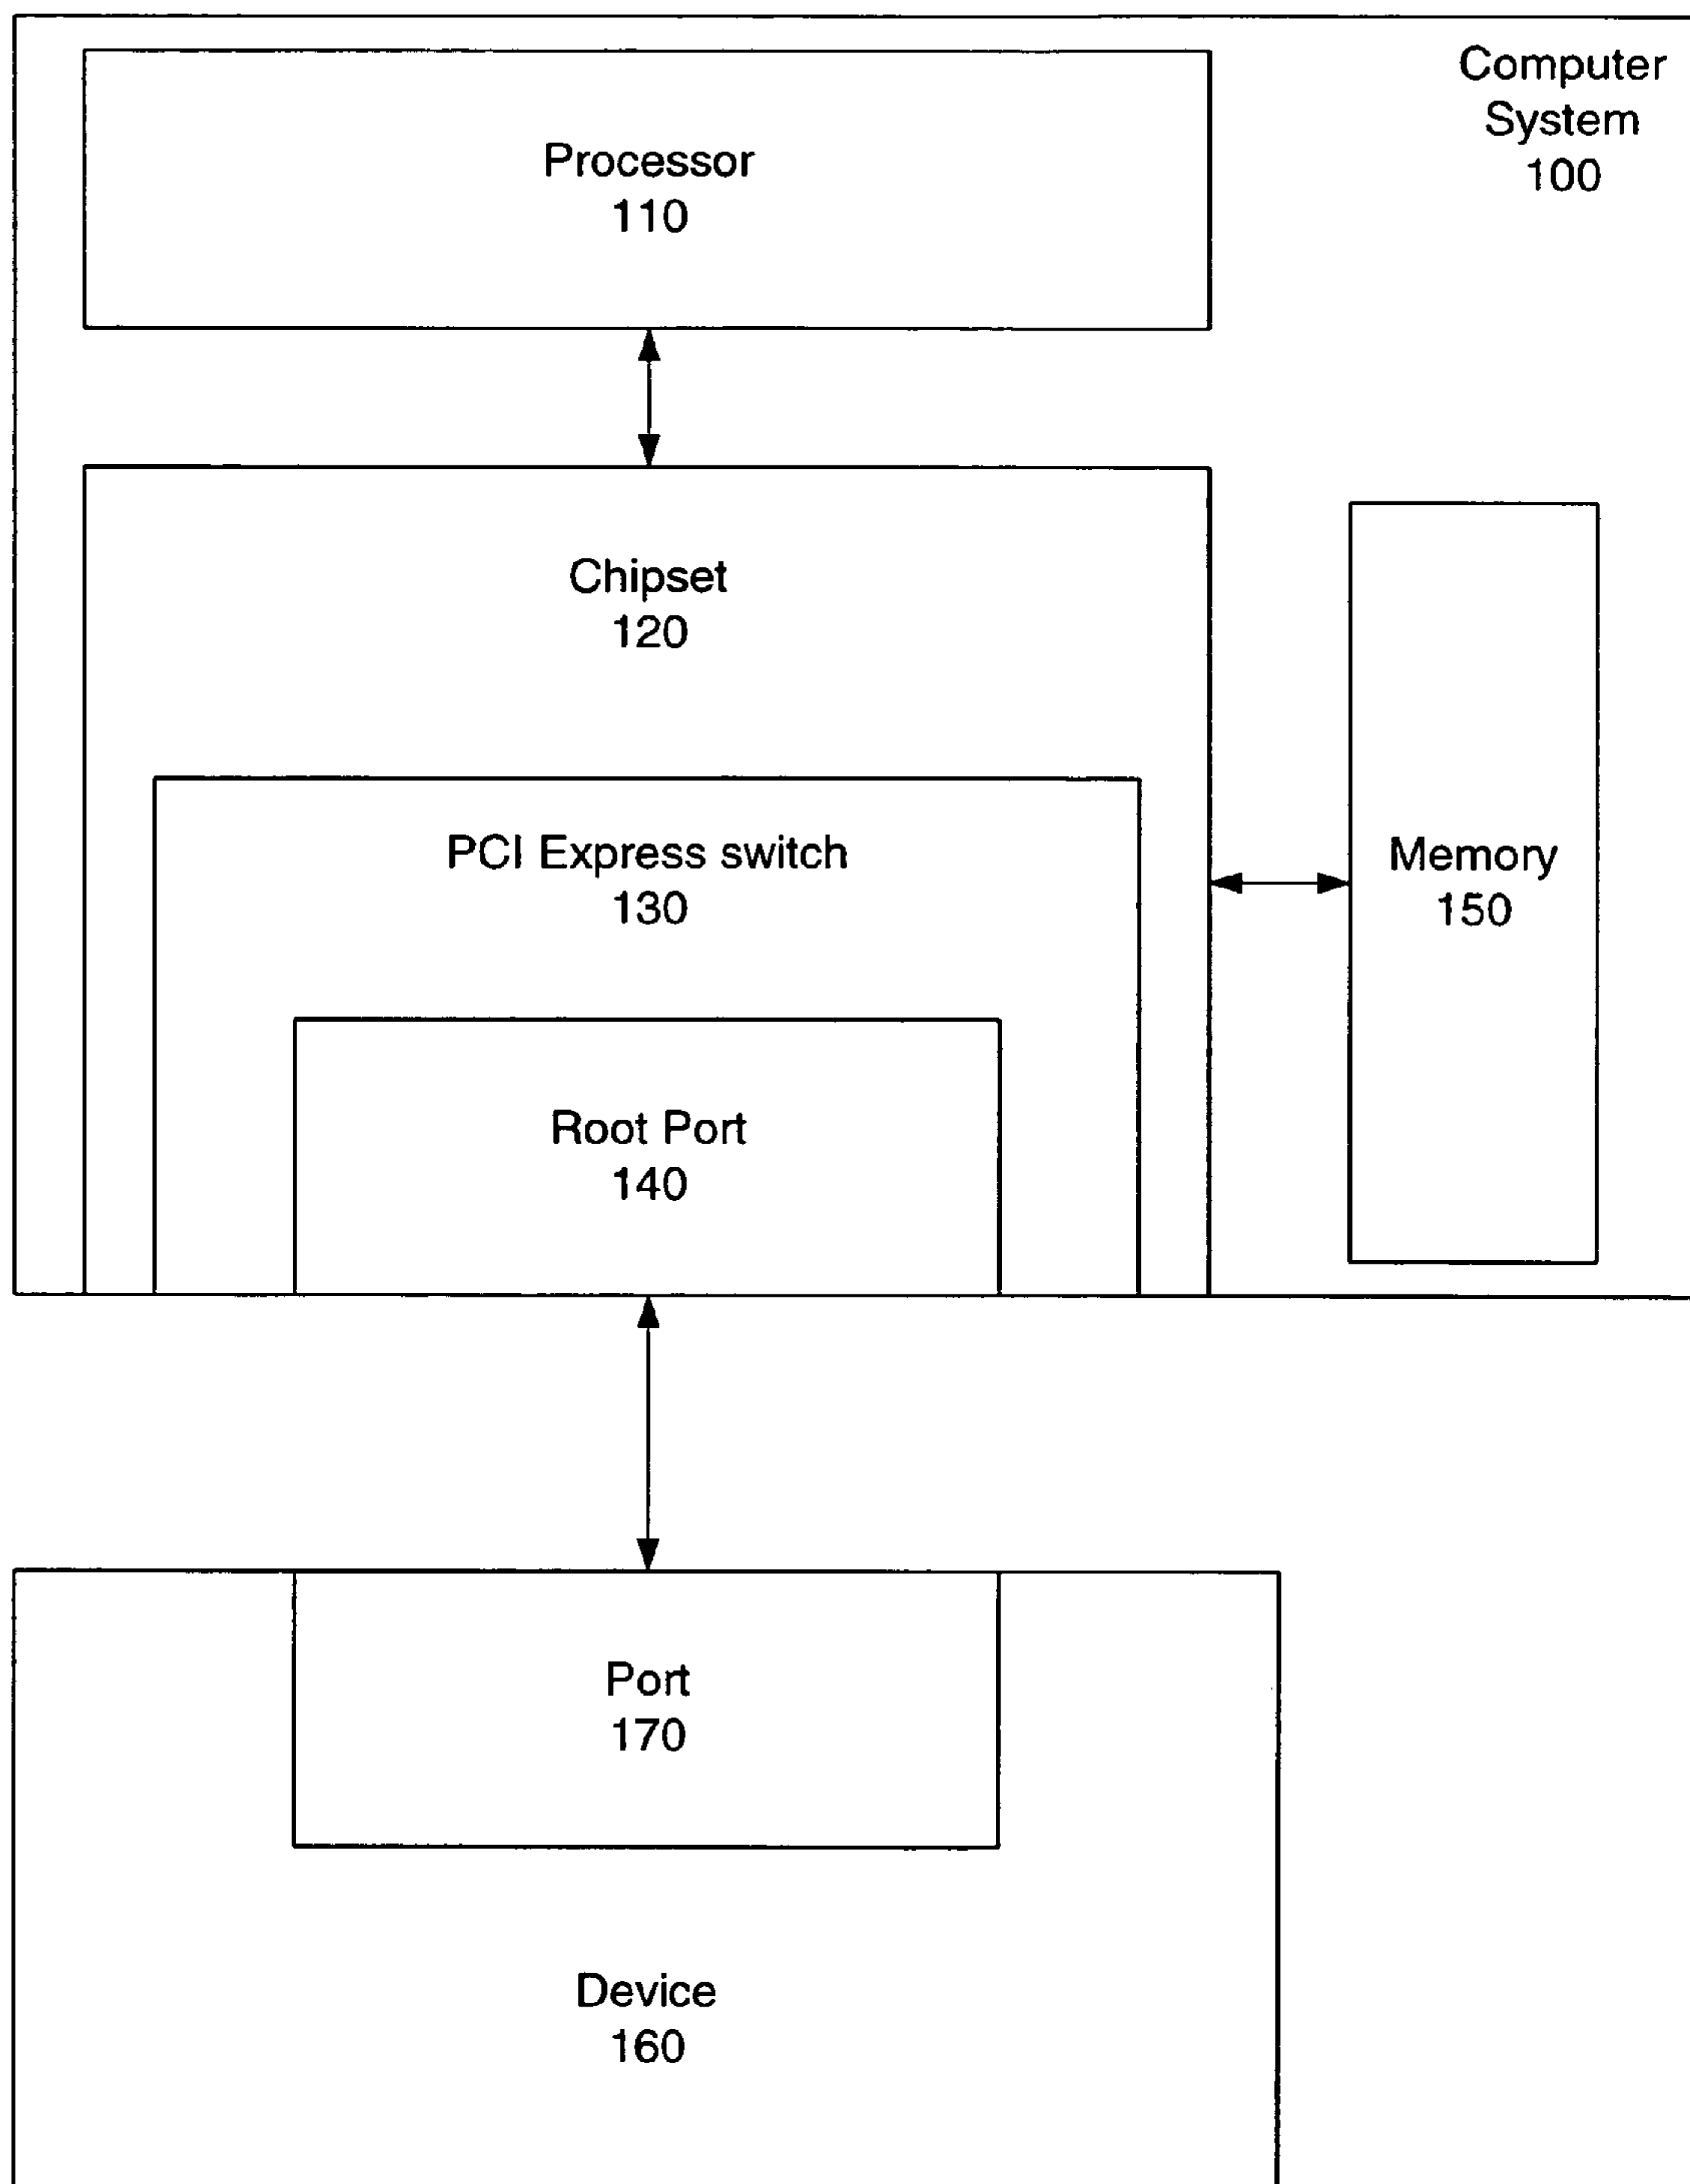 Computer
System
100
Processor
110
Chipset
120
PCI Express switch
130
Memory
150
Root Port
140
Port
170
Device
160